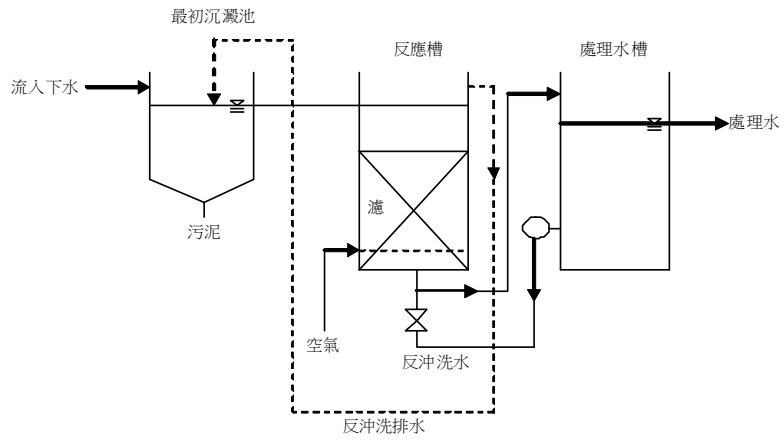 最初沉澱池
反應槽
處理水槽
流入下水
處理水
濾
污泥
空氣
反沖洗水
反沖洗排水